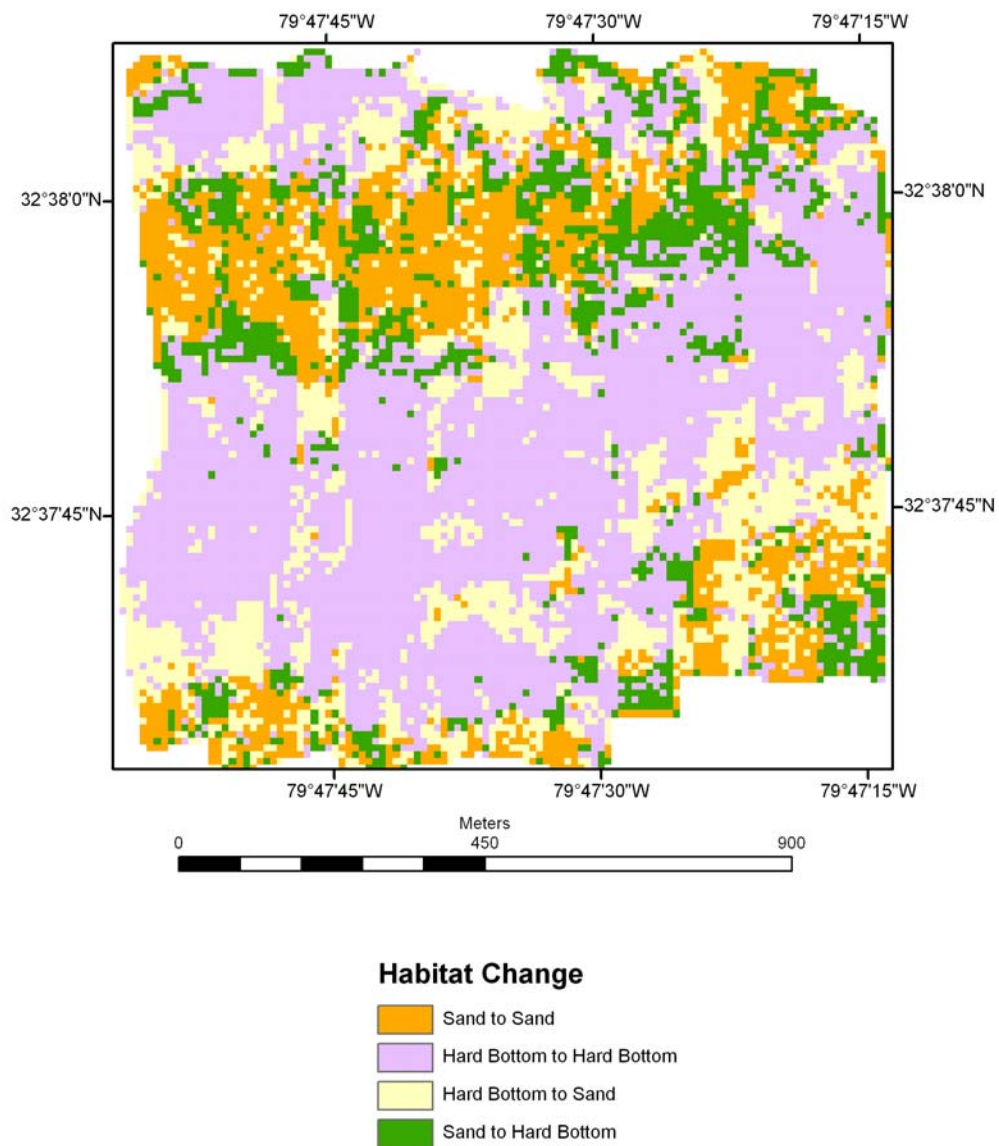 79°47'45"W 79°47'30"W 79°47'15"W
32°38'0"N 32°38'0"N
32°37'45"N 32°37'45"N
79°47'45"W 79°47'30"W 79°47'15"W
Meters
0 450 900
Habitat Change
Sand to Sand
Hard Bottom to Hard Bottom
Hard Bottom to Sand
Sand to Hard Bottom